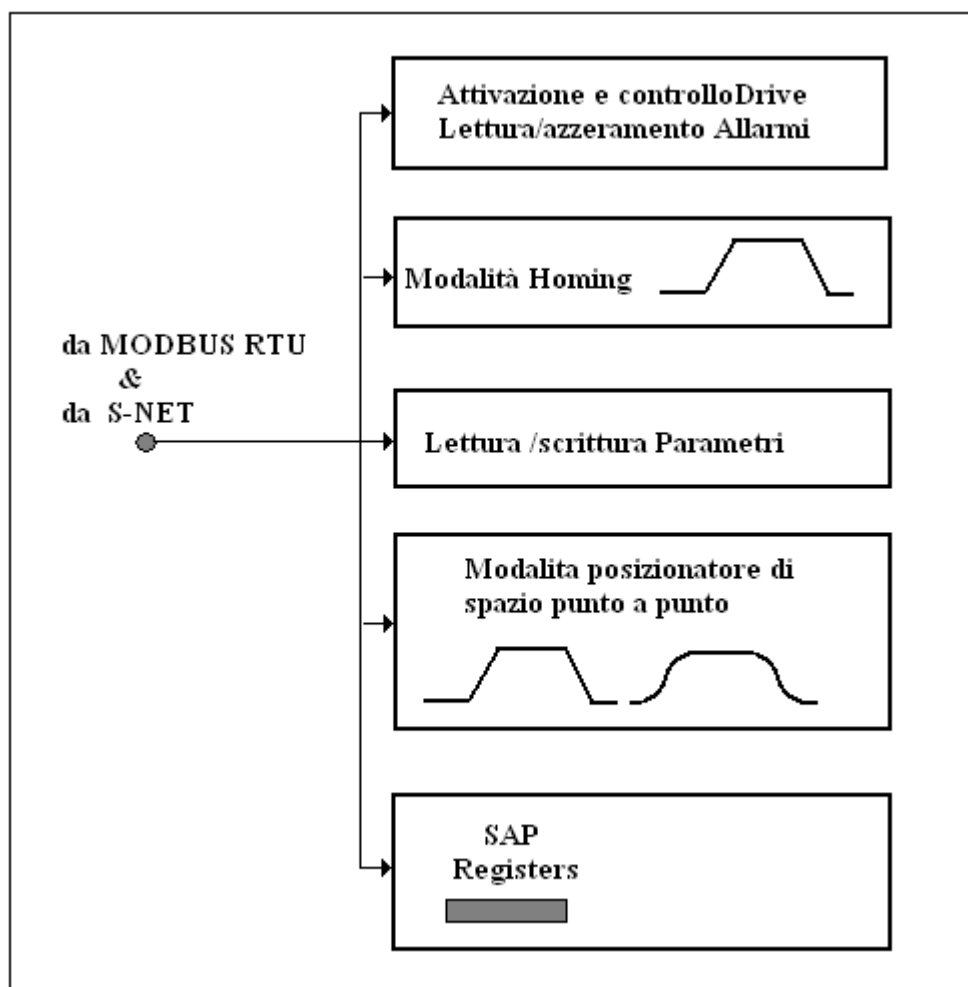 Attivazione e controlloDrive
Lettura/azzeramento Allarmi
Modalità Homing
da MODBUS RTU
&
da S-NET
Lettura /scrittura Parametri
Modalita posizionatore di
spazio punto a punto
SAP
Registers